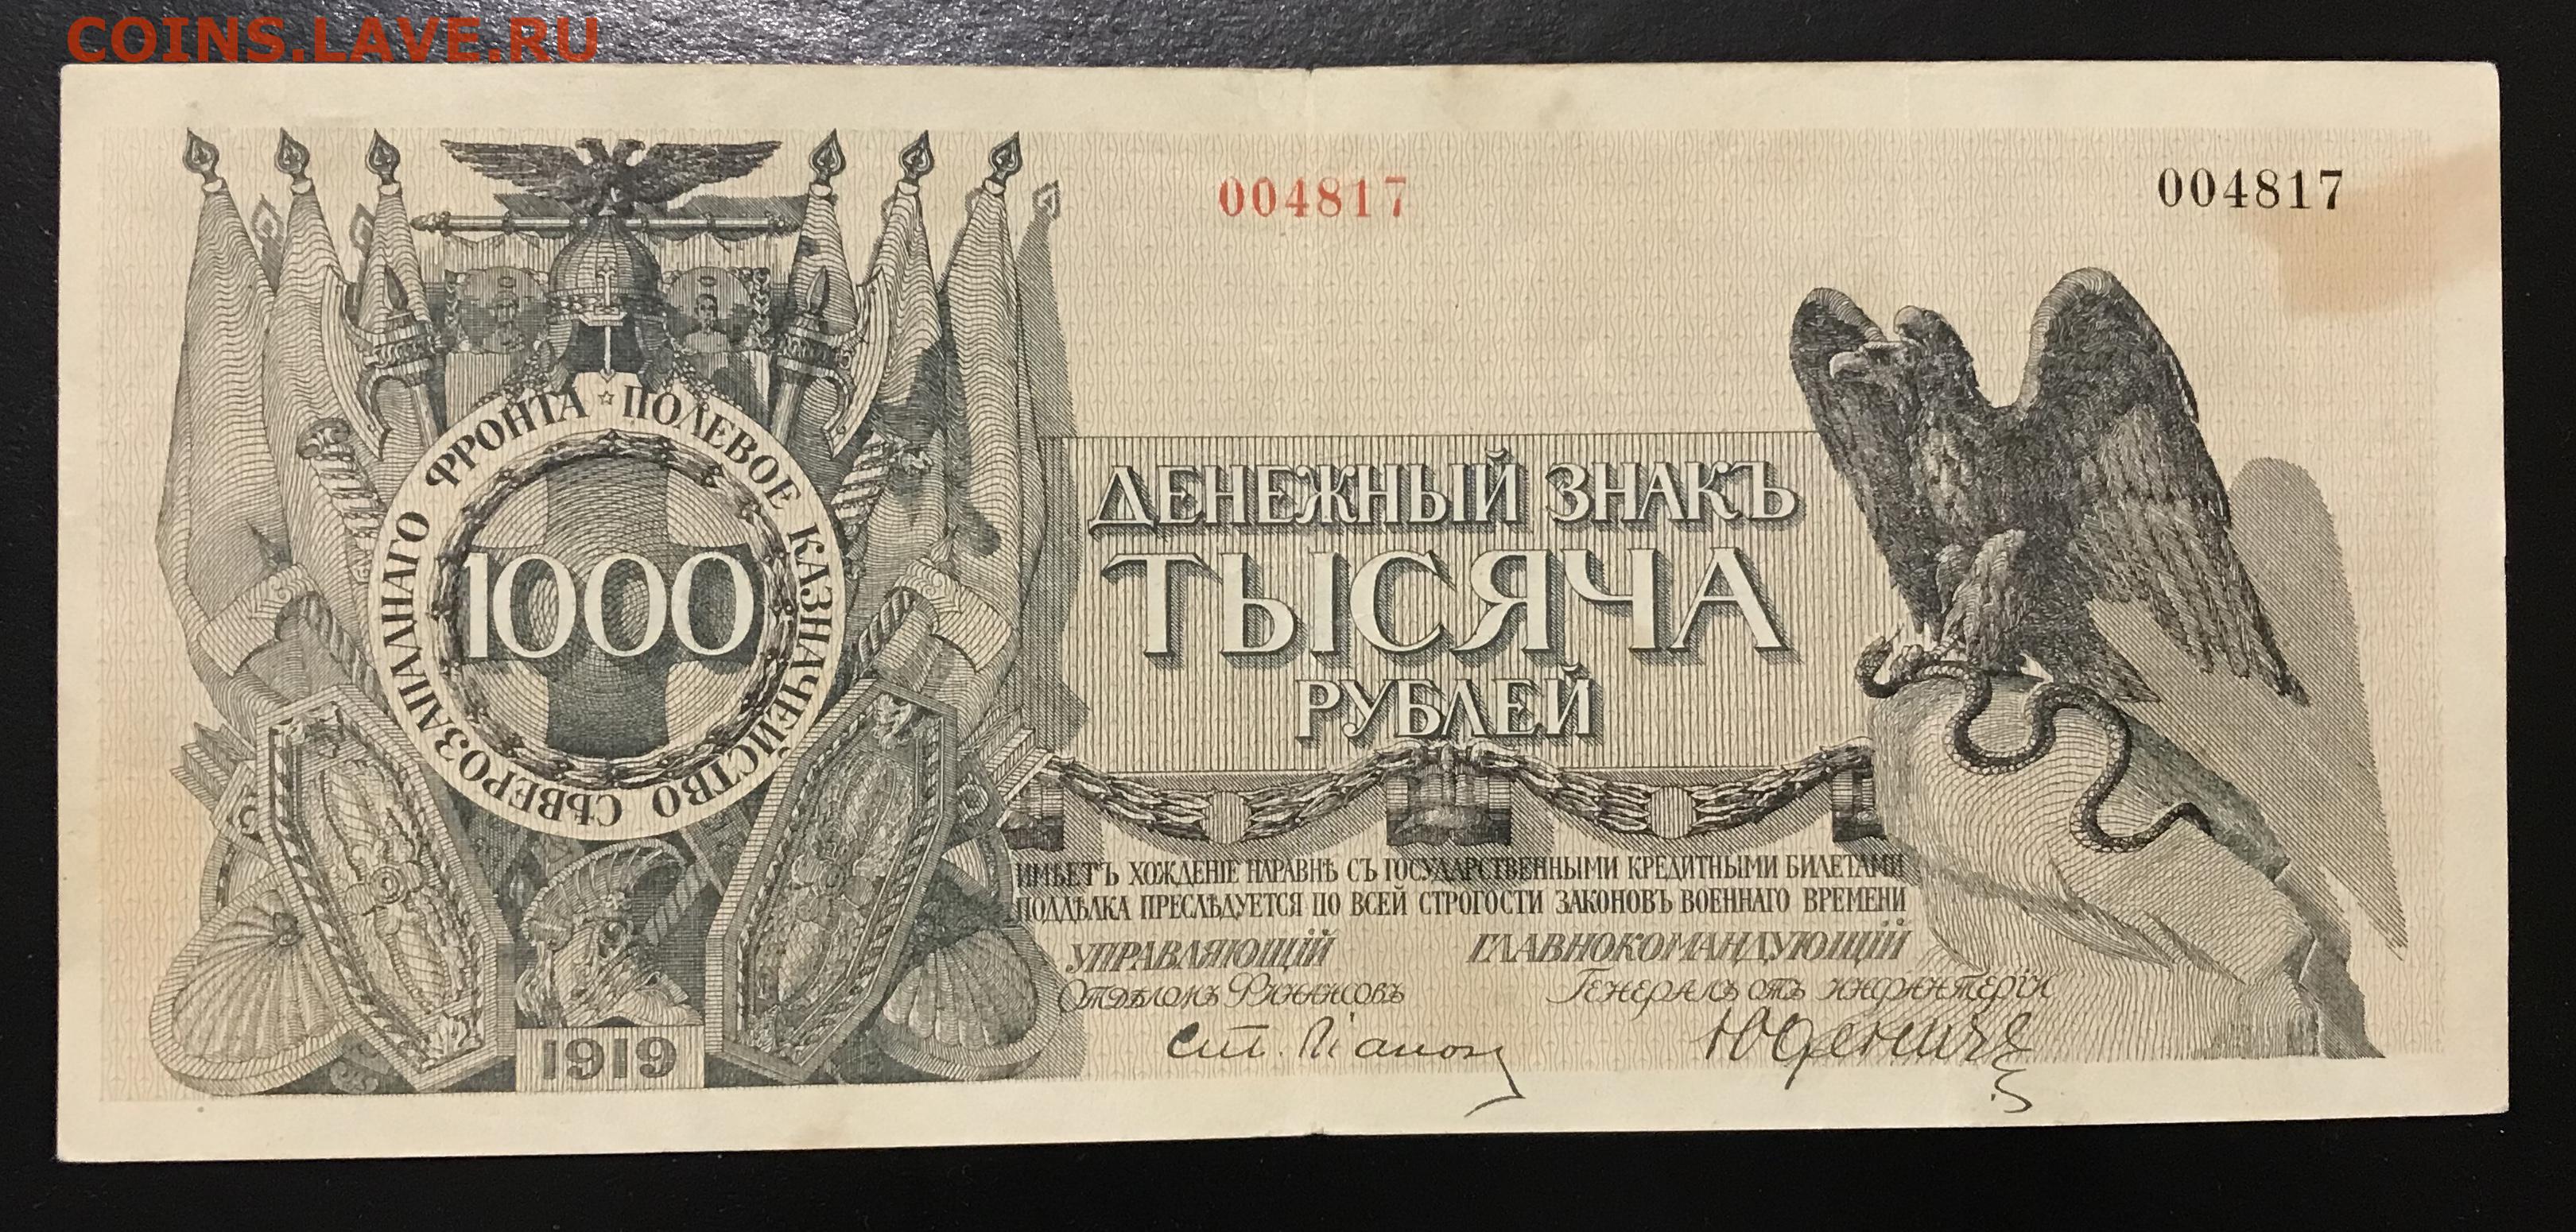 COINS.LAVE.RU
004817
004817
ПОЛЕВОЕ КАЗНАЧЕЙСТВО СѢВЕРОЗАПАДНАГО ФРОНТА
1000
ДЕНЕЖНЫЙ ЗНАКЪ
ТЫСЯЧА
РУБЛЕЙ
ИМѢЕТЪ ХОЖДЕНІЕ НАРАВНѢ СЪ ГОСУДАРСТВЕННЫМИ КРЕДИТНЫМИ БИЛЕТАМИ
ПОДДѢЛКА ПРЕСЛѢДУЕТСЯ ПО ВСЕЙ СТРОГОСТИ ЗАКОНОВЪ ВОЕННАГО ВРЕМЕНИ
УПРАВЛЯЮЩІЙ
ГЛАВНОКОМАНДУЮЩІЙ
Отдѣломъ Финансовъ
Генералъ отъ инфантеріи
Юденичъ
1919